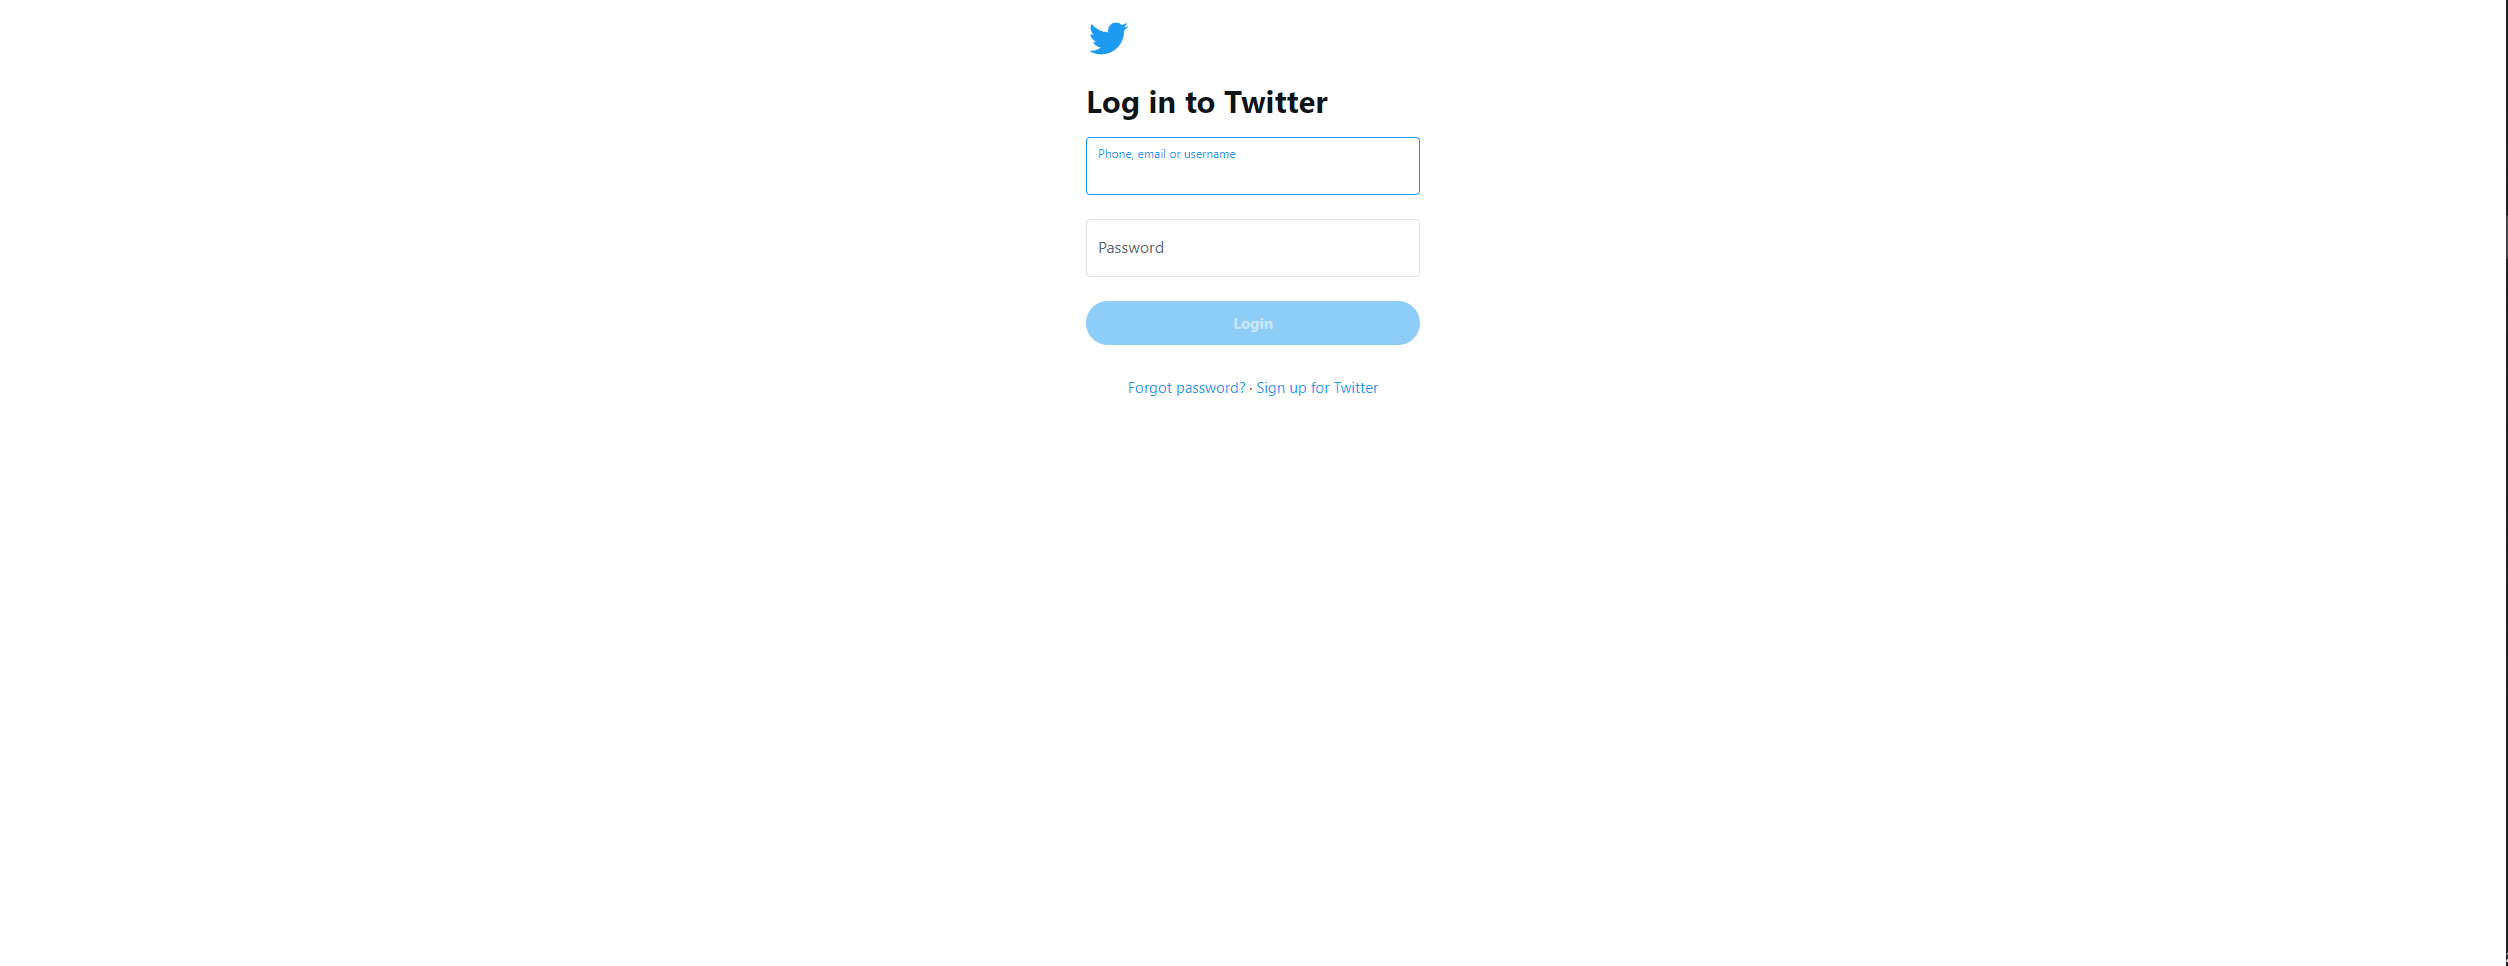 Log in to Twitter
Phone, email or username
Password
Login
Forgot password? · Sign up for Twitter